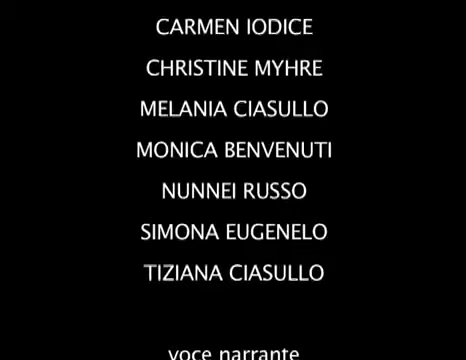 CARMEN IODICE
CHRISTINE MYHRE
MELANIA CIASULLO
MONICA BENVENUTI
NUNNEI RUSSO
SIMONA EUGENELO
TIZIANA CIASULLO
voce narrante